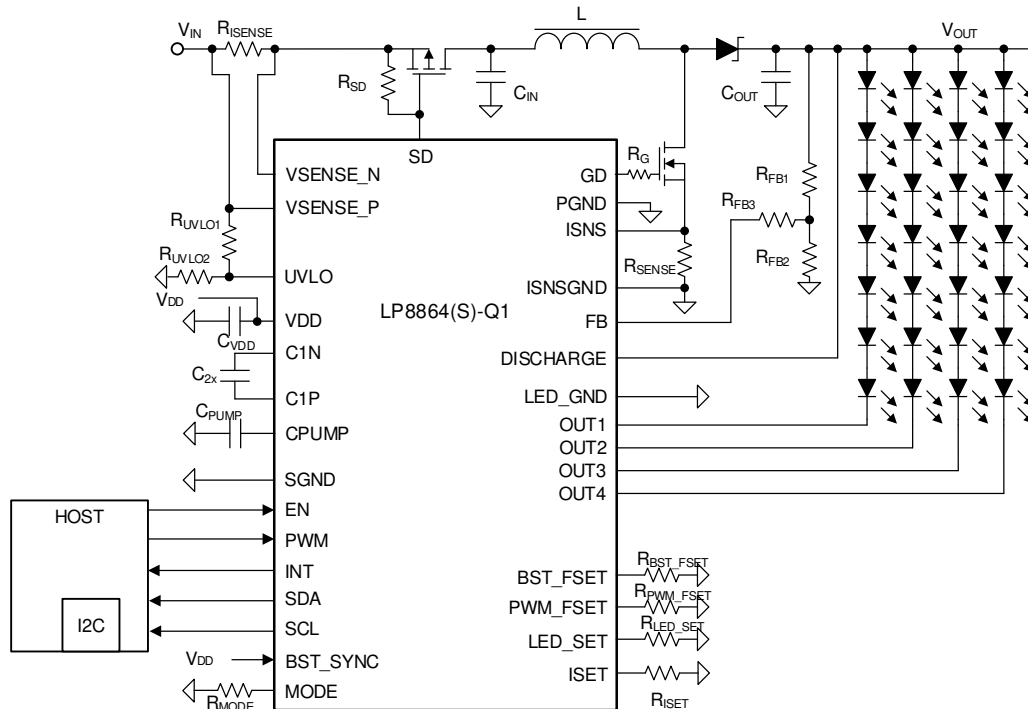 VIN
RISENSE
L
VOUT
RSD
CIN
COUT
SD
VSENSE_N
VSENSE_P
RUVLO1
RUVLO2
UVLO
VDD
VDD
CVDD
C1N
C2x
C1P
CPUMP
CPUMP
SGND
HOST
I2C
EN
PWM
INT
SDA
SCL
VDD
BST_SYNC
MODE
RMODE
LP8864(S)-Q1
GD
RG
PGND
ISNS
RSENSE
ISNSGND
FB
RFB1
RFB3
RFB2
DISCHARGE
LED_GND
OUT1
OUT2
OUT3
OUT4
BST_FSET
RBST_FSET
PWM_FSET
RPWM_FSET
LED_SET
RLED_SET
ISET
RISET